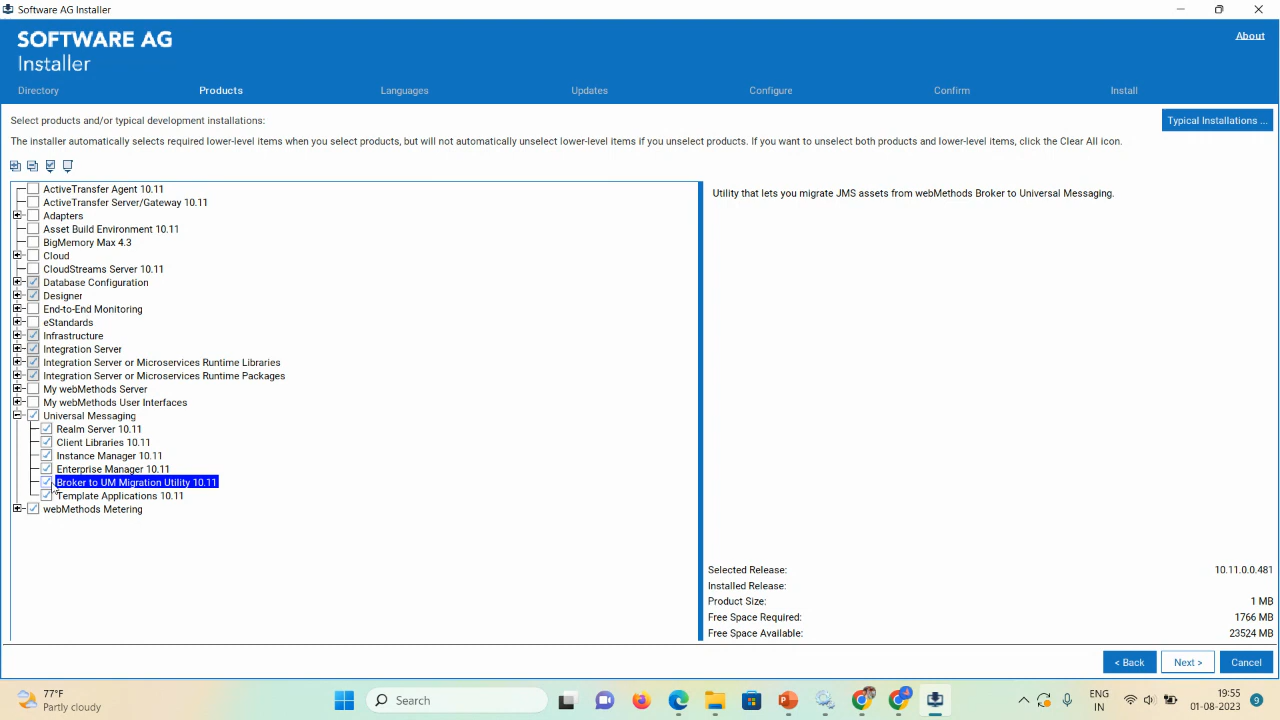 Software AG Installer
SOFTWARE AG
Installer
About
Directory Products Languages Updates Configure Confirm Install
Select products and/or typical development installations:
Typical Installations ...
The installer automatically selects required lower-level items when you select products, but will not automatically unselect lower-level items if you unselect products. If you want to unselect both products and lower-level items, click the Clear All icon.
ActiveTransfer Agent 10.11
ActiveTransfer Server/Gateway 10.11
Adapters
Asset Build Environment 10.11
BigMemory Max 4.3
Cloud
CloudStreams Server 10.11
Database Configuration
Designer
End-to-End Monitoring
eStandards
Infrastructure
Integration Server
Integration Server or Microservices Runtime Libraries
Integration Server or Microservices Runtime Packages
My webMethods Server
My webMethods User Interfaces
Universal Messaging
Realm Server 10.11
Client Libraries 10.11
Instance Manager 10.11
Enterprise Manager 10.11
Broker to UM Migration Utility 10.11
Template Applications 10.11
webMethods Metering
Utility that lets you migrate JMS assets from webMethods Broker to Universal Messaging.
Selected Release: 10.11.0.0.481
Installed Release:
Product Size: 1 MB
Free Space Required: 1766 MB
Free Space Available: 23524 MB
< Back Next > Cancel
77°F
Partly cloudy
Search
ENG
IN
19:55
01-08-2023
9